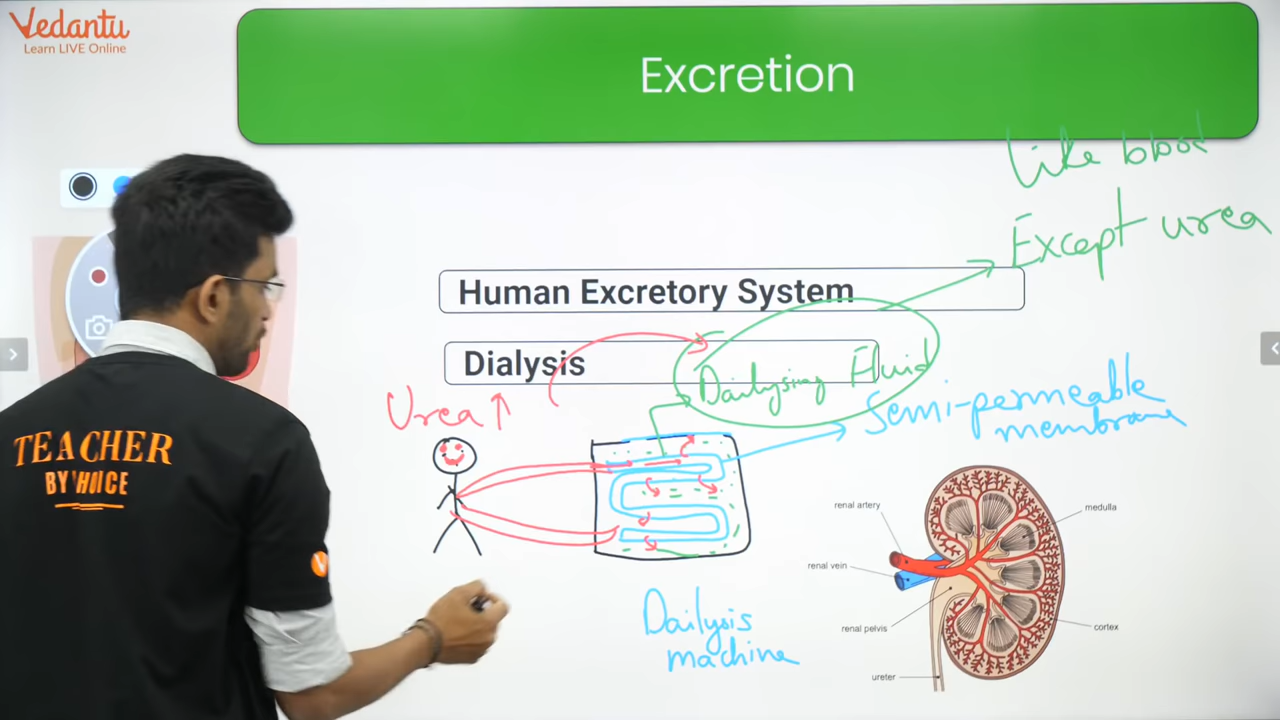 Vedantu
Learn LIVE Online
Excretion
Like blood
Except urea
Human Excretory System
Dialysis
Dailysing Fluid
Urea ↑
Semi-permeable
membrane
TEACHER
BY CHOICE
renal artery
medulla
renal vein
renal pelvis
cortex
ureter
Dailysis
machine